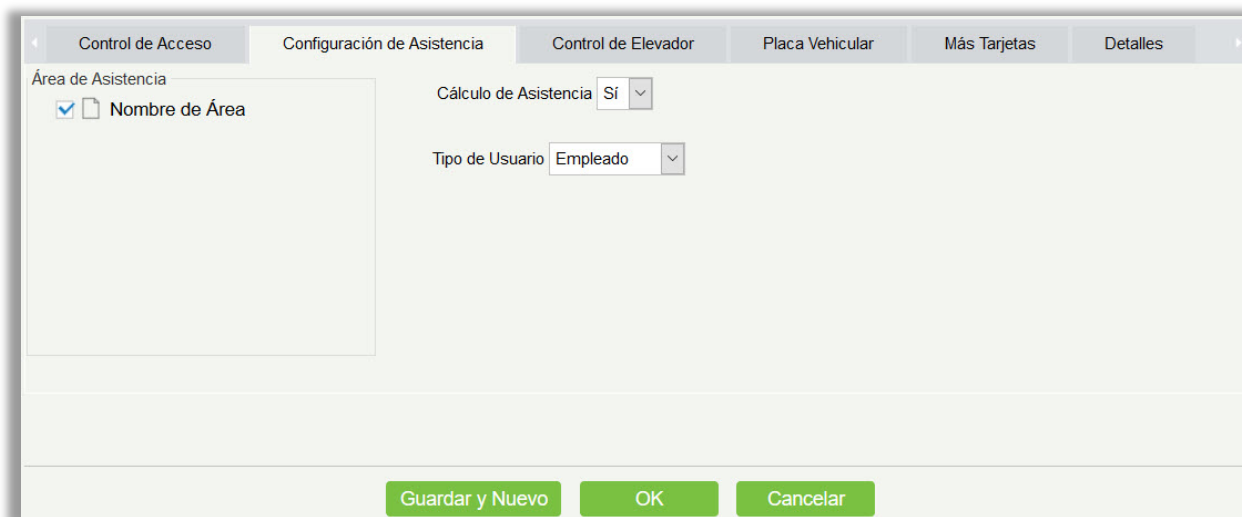 Control de Acceso Configuración de Asistencia Control de Elevador Placa Vehicular Más Tarjetas Detalles
Área de Asistencia
Nombre de Área
Cálculo de Asistencia Sí
Tipo de Usuario Empleado
Guardar y Nuevo OK Cancelar